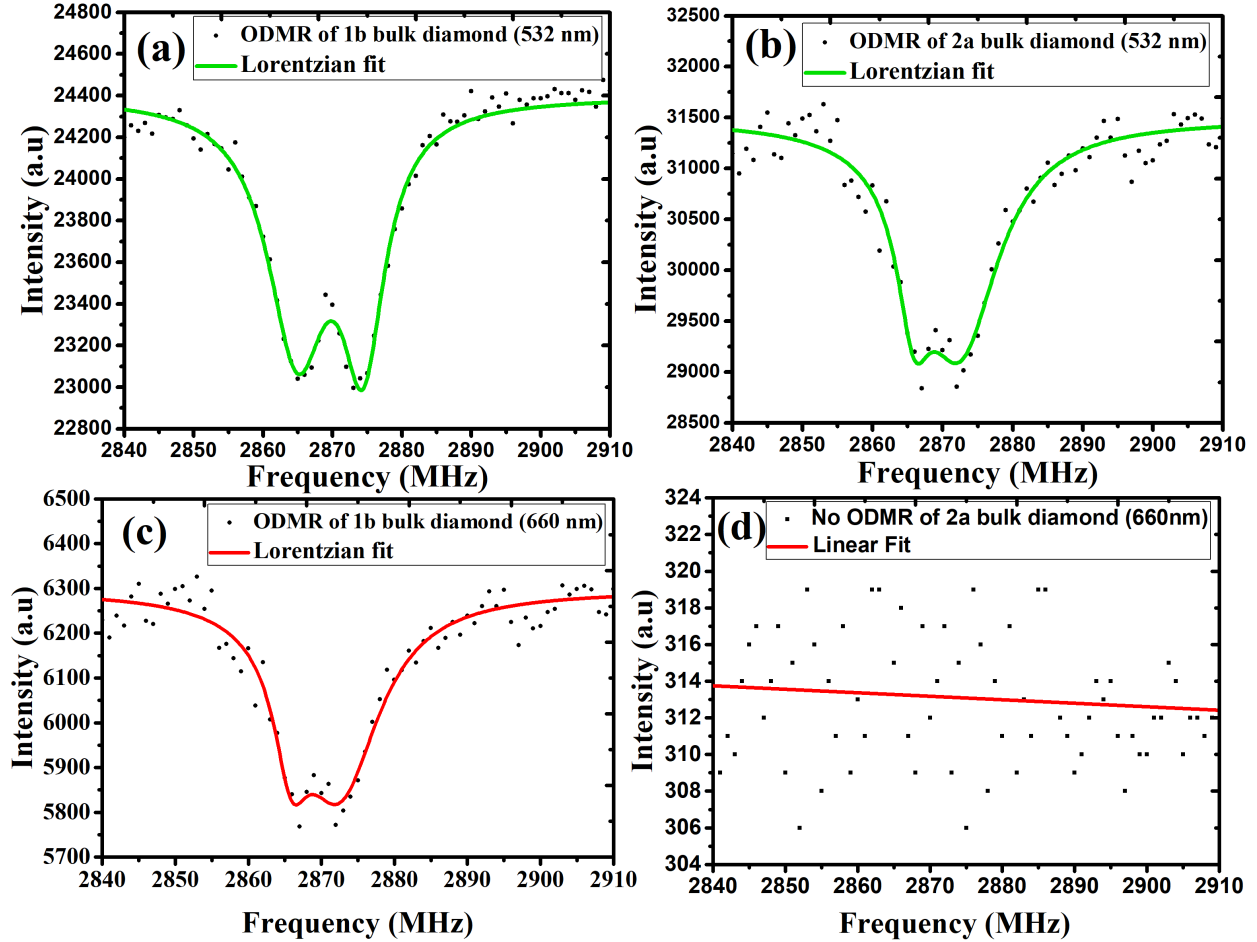 (a)
ODMR of 1b bulk diamond (532 nm)
Lorentzian fit
24800
24600
24400
24200
24000
23800
23600
23400
23200
23000
22800
Intensity (a.u)
2840 2850 2860 2870 2880 2890 2900 2910
Frequency (MHz)
(b)
ODMR of 2a bulk diamond (532 nm)
Lorentzian fit
32500
32000
31500
31000
30500
30000
29500
29000
28500
Intensity (a.u)
2840 2850 2860 2870 2880 2890 2900 2910
Frequency (MHz)
(c)
ODMR of 1b bulk diamond (660 nm)
Lorentzian fit
6500
6400
6300
6200
6100
6000
5900
5800
5700
Intensity (a.u)
2840 2850 2860 2870 2880 2890 2900 2910
Frequency (MHz)
(d)
No ODMR of 2a bulk diamond (660nm)
Linear Fit
324
322
320
318
316
314
312
310
308
306
304
Intensity (a.u)
2840 2850 2860 2870 2880 2890 2900 2910
Frequency (MHz)